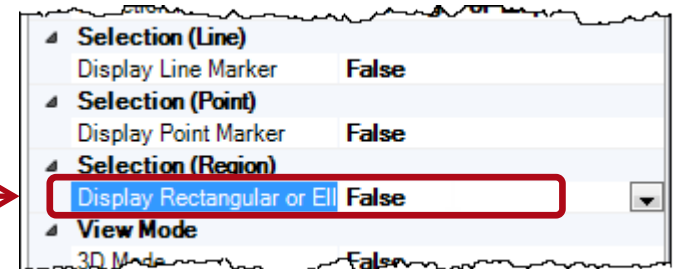 Selection (Line)
Display Line Marker False
Selection (Point)
Display Point Marker False
Selection (Region)
Display Rectangular or Ell False
View Mode
3D Mode False